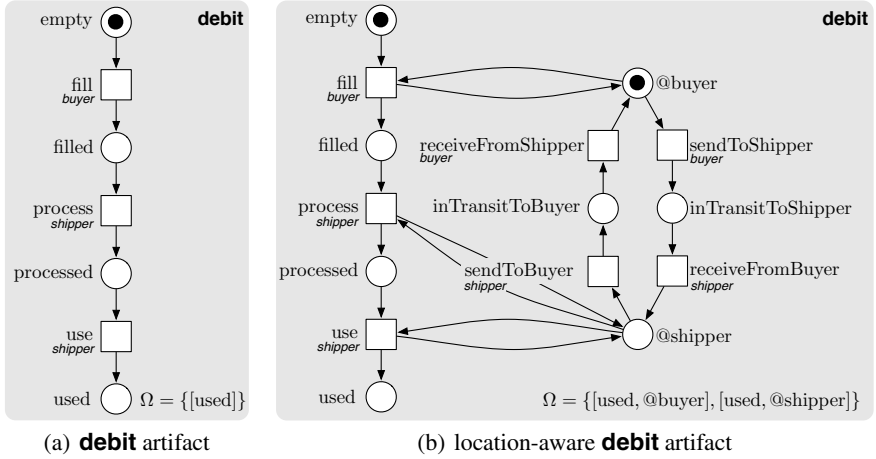 empty
debit
fill
buyer
filled
process
shipper
processed
use
shipper
used
Ω = {[used]}
(a) debit artifact
empty
debit
fill
buyer
@buyer
filled
receiveFromShipper
buyer
sendToShipper
buyer
process
shipper
inTransitToBuyer
inTransitToShipper
processed
sendToBuyer
shipper
receiveFromBuyer
shipper
use
shipper
@shipper
used
Ω = {[used, @buyer], [used, @shipper]}
(b) location-aware debit artifact